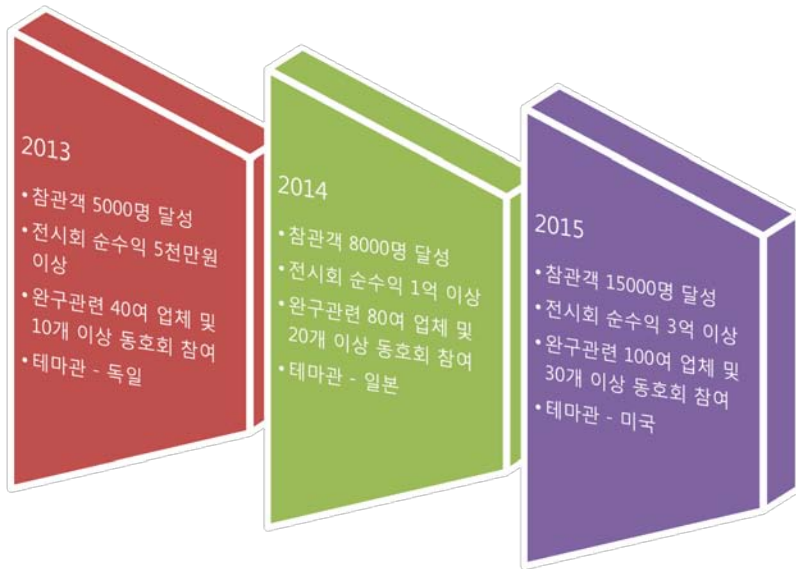 2013
• 참관객 5000명 달성
• 전시회 순수익 5천만원
이상
• 완구관련 40여 업체 및
10개 이상 동호회 참여
• 테마관 - 독일
2014
• 참관객 8000명 달성
• 전시회 순수익 1억 이상
• 완구관련 80여 업체 및
20개 이상 동호회 참여
• 테마관 - 일본
2015
• 참관객 15000명 달성
• 전시회 순수익 3억 이상
• 완구관련 100여 업체 및
30개 이상 동호회 참여
• 테마관 - 미국